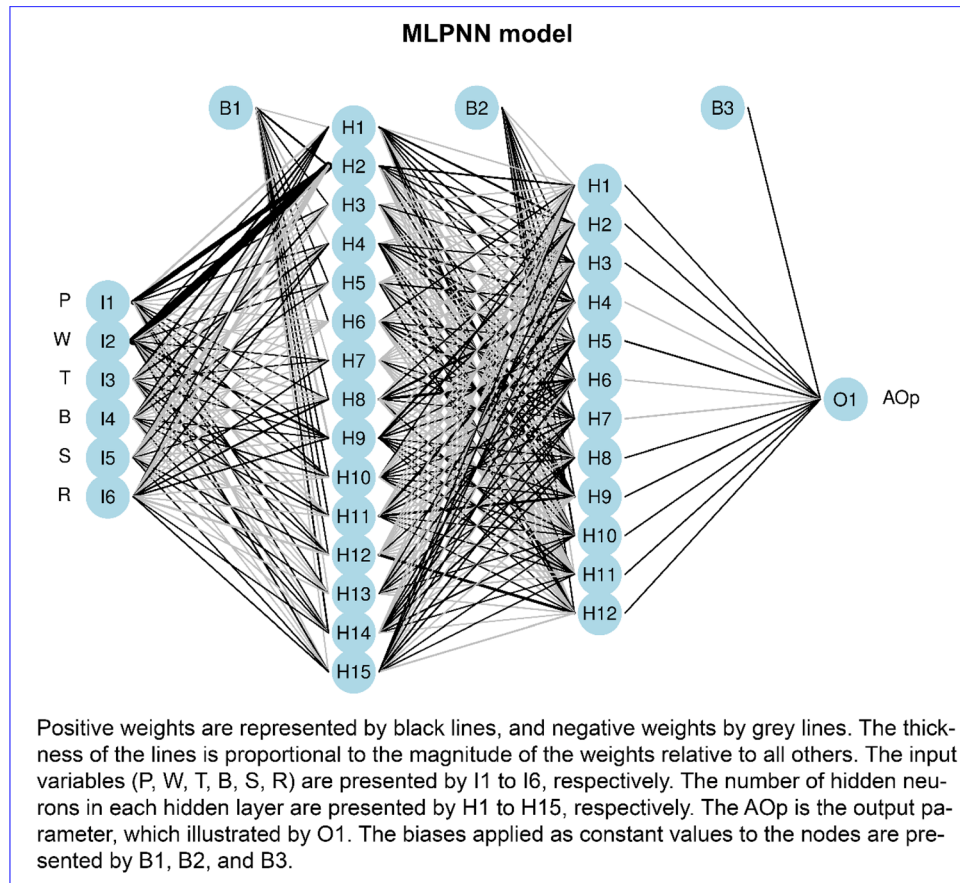 MLPNN model
B1
B2
B3
H1
H2
H3
H4
H5
H6
H7
H8
H9
H10
H11
H12
H13
H14
H15
P I1
W I2
T I3
B I4
S I5
R I6
H1
H2
H3
H4
H5
H6
H7
H8
H9
H10
H11
H12
O1 AOp
Positive weights are represented by black lines, and negative weights by grey lines. The thick-
ness of the lines is proportional to the magnitude of the weights relative to all others. The input
variables (P, W, T, B, S, R) are presented by I1 to I6, respectively. The number of hidden neu-
rons in each hidden layer are presented by H1 to H15, respectively. The AOp is the output pa-
rameter, which illustrated by O1. The biases applied as constant values to the nodes are pre-
sented by B1, B2, and B3.